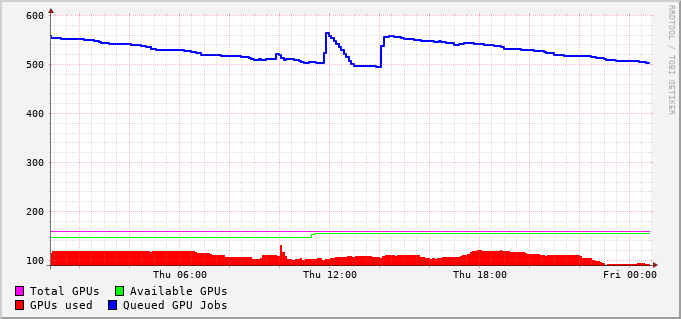 600
500
400
300
200
100
Thu 06:00 Thu 12:00 Thu 18:00 Fri 00:00
Total GPUs Available GPUs
GPUs used Queued GPU Jobs
RRDTOOL / TOBI OETIKER